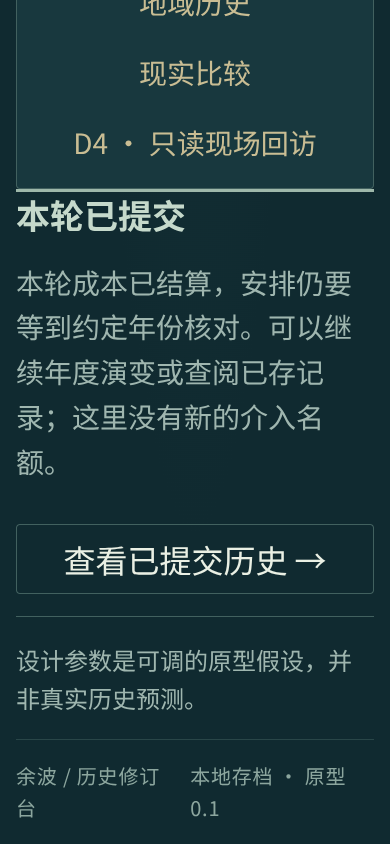 地域历史
现实比较
D4 · 只读现场回访
本轮已提交
本轮成本已结算，安排仍要
等到约定年份核对。可以继
续年度演变或查阅已存记
录；这里没有新的介入名
额。
查看已提交历史 →
设计参数是可调的原型假设，并
非真实历史预测。
余波 / 历史修订
台
本地存档 · 原型
0.1